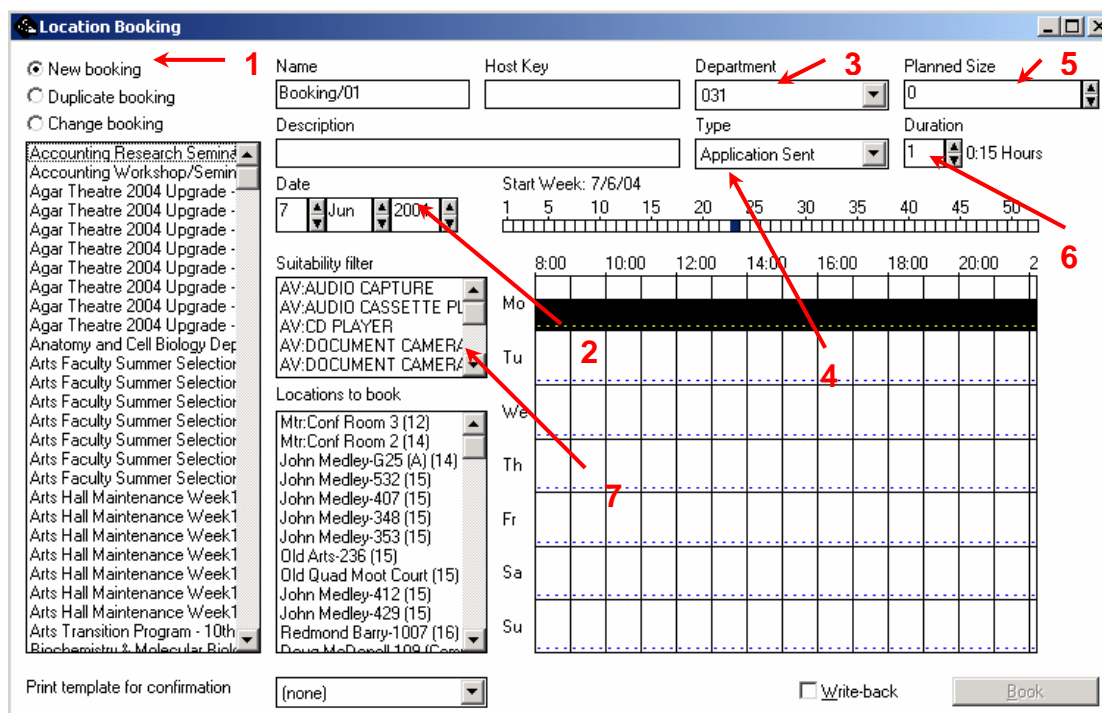 Location Booking
New booking
1
Duplicate booking
Change booking
Name
Booking/01
Host Key
Department
3
031
Planned Size
5
0
Description
Type
Application Sent
Duration
1
0:15 Hours
Accounting Research Semina
Accounting Workshop/Semin
Agar Theatre 2004 Upgrade -
Agar Theatre 2004 Upgrade -
Agar Theatre 2004 Upgrade -
Agar Theatre 2004 Upgrade -
Agar Theatre 2004 Upgrade -
Agar Theatre 2004 Upgrade -
Agar Theatre 2004 Upgrade -
Agar Theatre 2004 Upgrade -
Anatomy and Cell Biology Dep
Arts Faculty Summer Selection
Arts Faculty Summer Selection
Arts Faculty Summer Selection
Arts Faculty Summer Selection
Arts Faculty Summer Selection
Arts Faculty Summer Selection
Arts Faculty Summer Selection
Arts Hall Maintenance Week1
Arts Hall Maintenance Week1
Arts Hall Maintenance Week1
Arts Hall Maintenance Week1
Arts Hall Maintenance Week1
Arts Hall Maintenance Week1
Arts Hall Maintenance Week1
Arts Transition Program - 10th
Biochemistry & Molecular Biol
Date
7 Jun 2004
Start Week: 7/6/04
1 5 10 15 20 25 30 35 40 45 50
6
Suitability filter
AV:AUDIO CAPTURE
AV:AUDIO CASSETTE PL
AV:CD PLAYER
AV:DOCUMENT CAMERA
AV:DOCUMENT CAMERA
8:00 10:00 12:00 14:00 16:00 18:00 20:00 2
Mo
Tu
We
Th
Fr
Sa
Su
2
4
7
Locations to book
Mtr:Conf Room 3 (12)
Mtr:Conf Room 2 (14)
John Medley-G25 (A) (14)
John Medley-532 (15)
John Medley-407 (15)
John Medley-348 (15)
John Medley-353 (15)
Old Arts-236 (15)
Old Quad Moot Court (15)
John Medley-412 (15)
John Medley-429 (15)
Redmond Barry-1007 (16)
Doug McDonell 109 (Com
Print template for confirmation
(none)
Write-back
Book